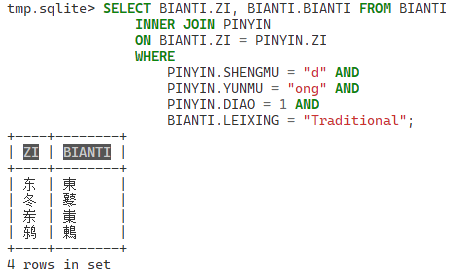 tmp.sqlite> SELECT BIANTI.ZI, BIANTI.BIANTI FROM BIANTI
INNER JOIN PINYIN
ON BIANTI.ZI = PINYIN.ZI
WHERE
PINYIN.SHENGMU = "d" AND
PINYIN.YUNMU = "ong" AND
PINYIN.DIAO = 1 AND
BIANTI.LEIXING = "Traditional";
+----+--------+
| ZI | BIANTI |
+----+--------+
| 东 | 東 |
| 冬 | 鼕 |
| 岽 | 崬 |
| 鸫 | 鶇 |
+----+--------+
4 rows in set